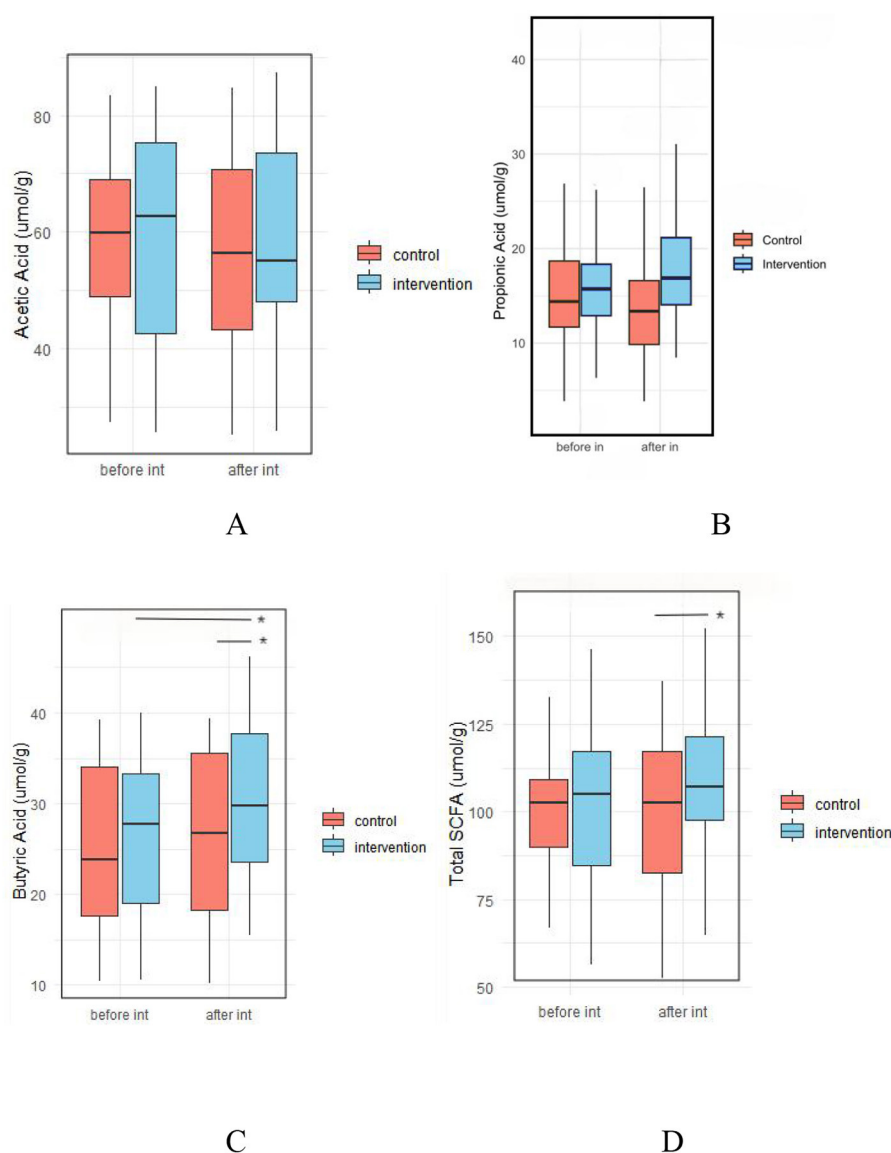 Acetic Acid (umol/g)
80
60
40
before int
after int
control
intervention
A
Propionic Acid (umol/g)
40
30
20
10
before in
after in
Control
Intervention
B
Butyric Acid (umol/g)
40
30
20
10
*
*
before int
after int
control
intervention
C
Total SCFA (umol/g)
150
125
100
75
50
*
before int
after int
control
intervention
D